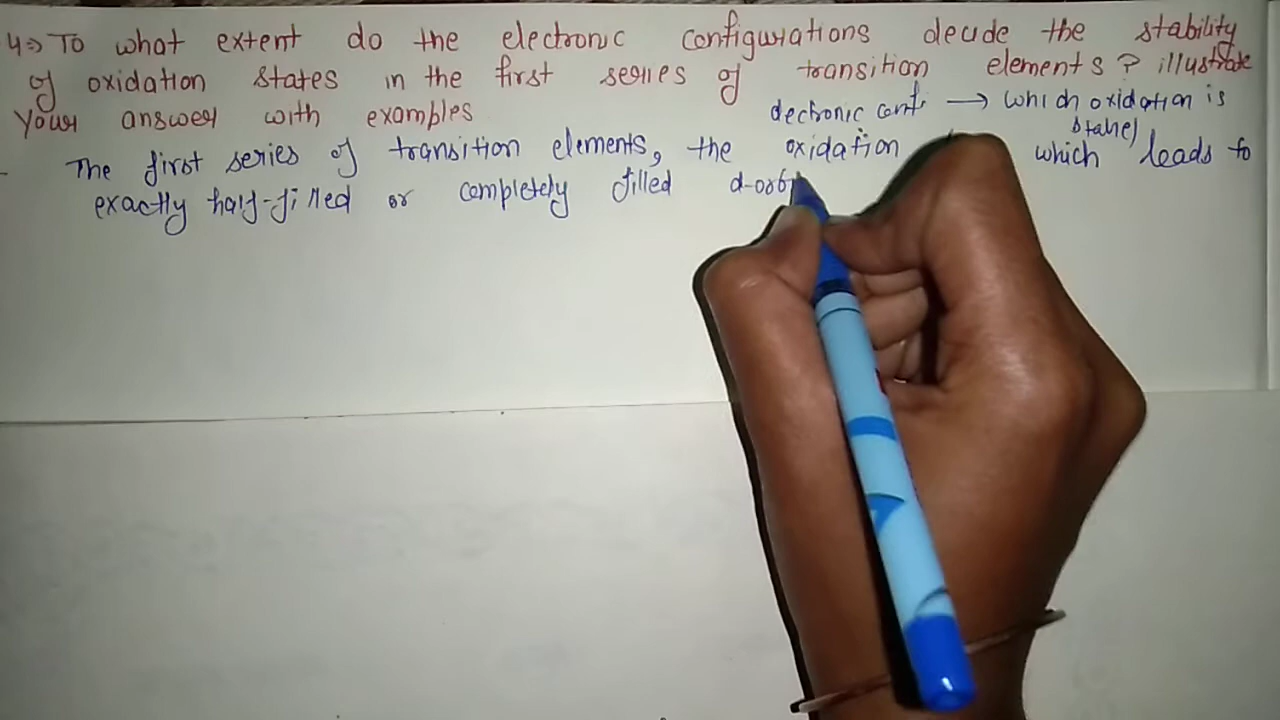 4⇒ To what extent do the electronic configurations decide the stability
of oxidation states in the first series of transition elements? illustrate
Your answer with examples
dectronic conf → which oxidation is
stabel
The first series of transition elements, the oxidation which leads to
exactly half-filled or completely filled d-orb